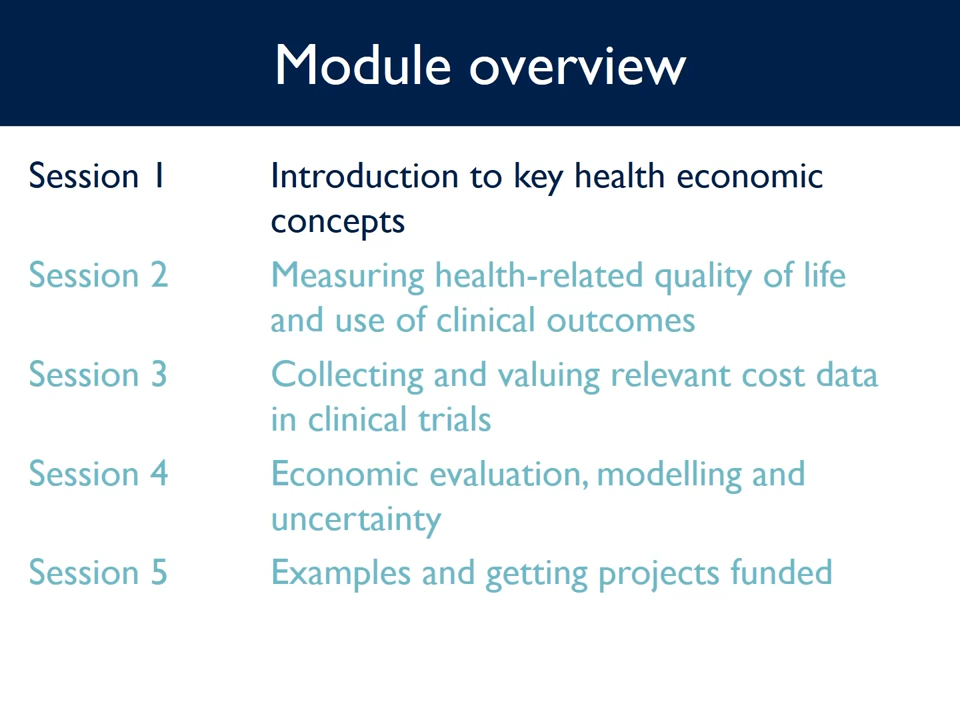 Module overview
Session 1 Introduction to key health economic
concepts
Session 2 Measuring health-related quality of life
and use of clinical outcomes
Session 3 Collecting and valuing relevant cost data
in clinical trials
Session 4 Economic evaluation, modelling and
uncertainty
Session 5 Examples and getting projects funded